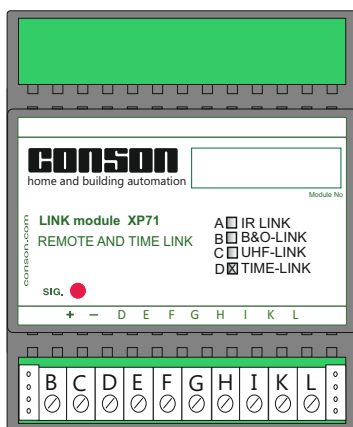 conson
home and building automation
Module No
conson.com
LINK module XP71
REMOTE AND TIME LINK
A IR LINK
B B&O-LINK
C UHF-LINK
D TIME-LINK
SIG.
+ − D E F G H I K L
B C D E F G H I K L